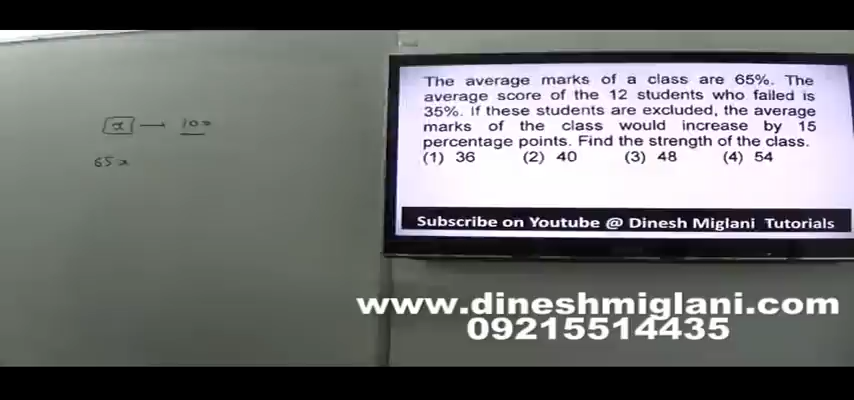 x → 100
65x
The average marks of a class are 65%. The
average score of the 12 students who failed is
35%. If these students are excluded, the average
marks of the class would increase by 15
percentage points. Find the strength of the class.
(1) 36 (2) 40 (3) 48 (4) 54
Subscribe on Youtube @ Dinesh Miglani Tutorials
www.dineshmiglani.com
09215514435